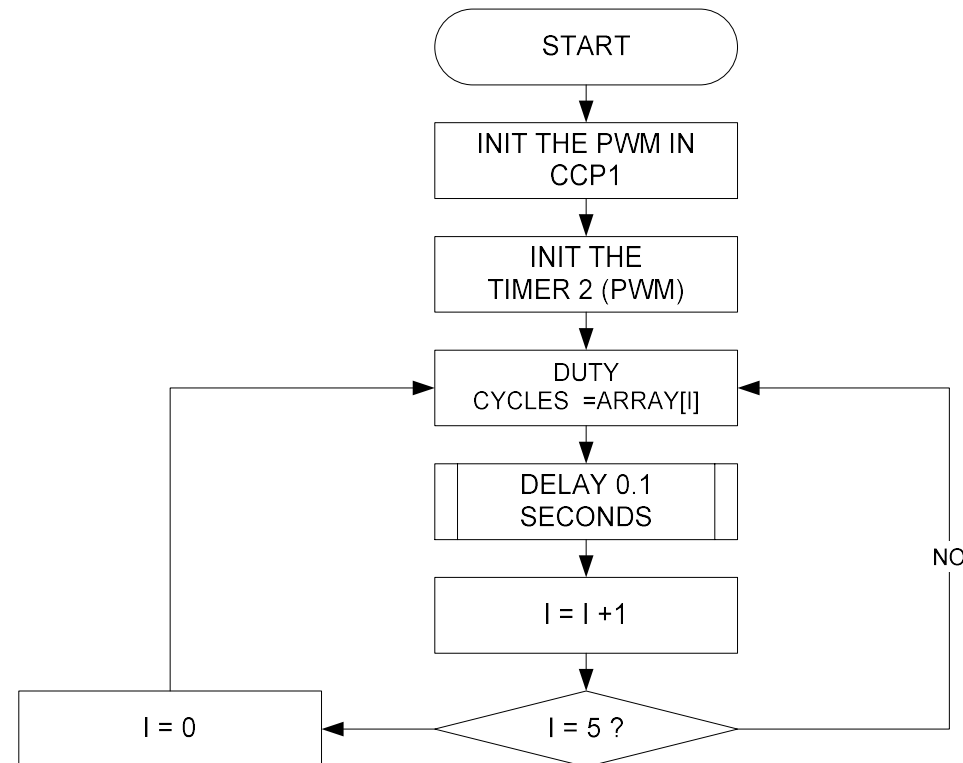 START
INIT THE PWM IN
CCP1
INIT THE
TIMER 2 (PWM)
DUTY
CYCLES =ARRAY[I]
DELAY 0.1
SECONDS
NO
I = I +1
I = 0
I = 5 ?